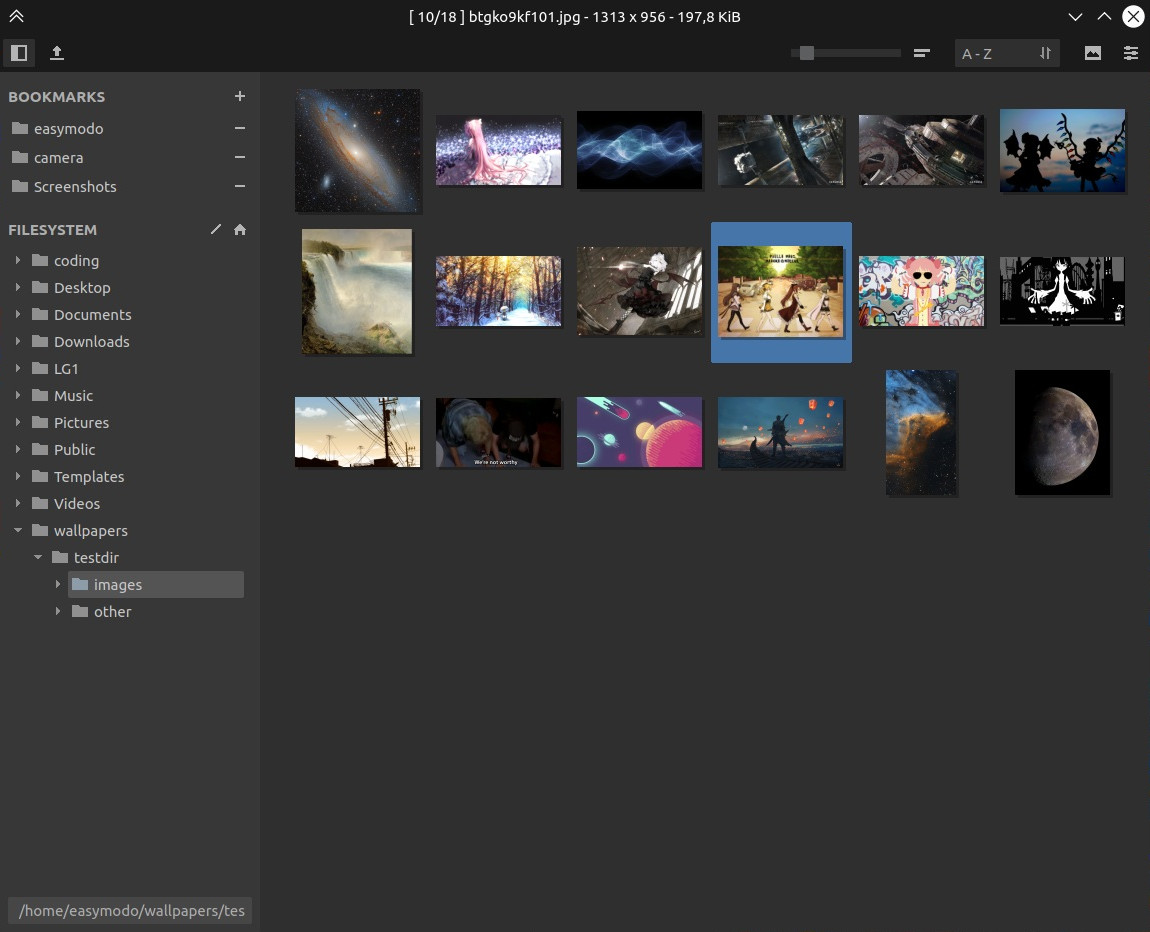 [ 10/18 ] btgko9kf101.jpg - 1313 x 956 - 197,8 KiB
A - Z
BOOKMARKS
easymodo
camera
Screenshots
FILESYSTEM
coding
Desktop
Documents
Downloads
LG1
Music
Pictures
Public
Templates
Videos
wallpapers
testdir
images
other
We're not worthy
/home/easymodo/wallpapers/tes